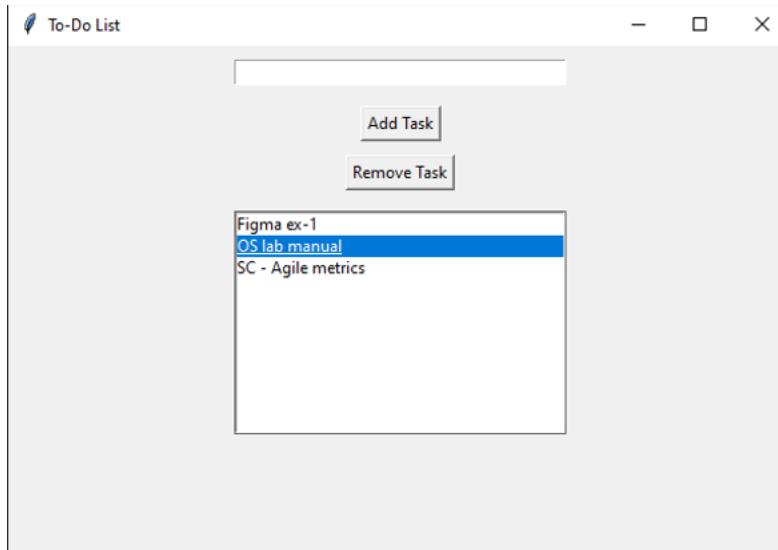 To-Do List
Add Task
Remove Task
Figma ex-1
OS lab manual
SC - Agile metrics